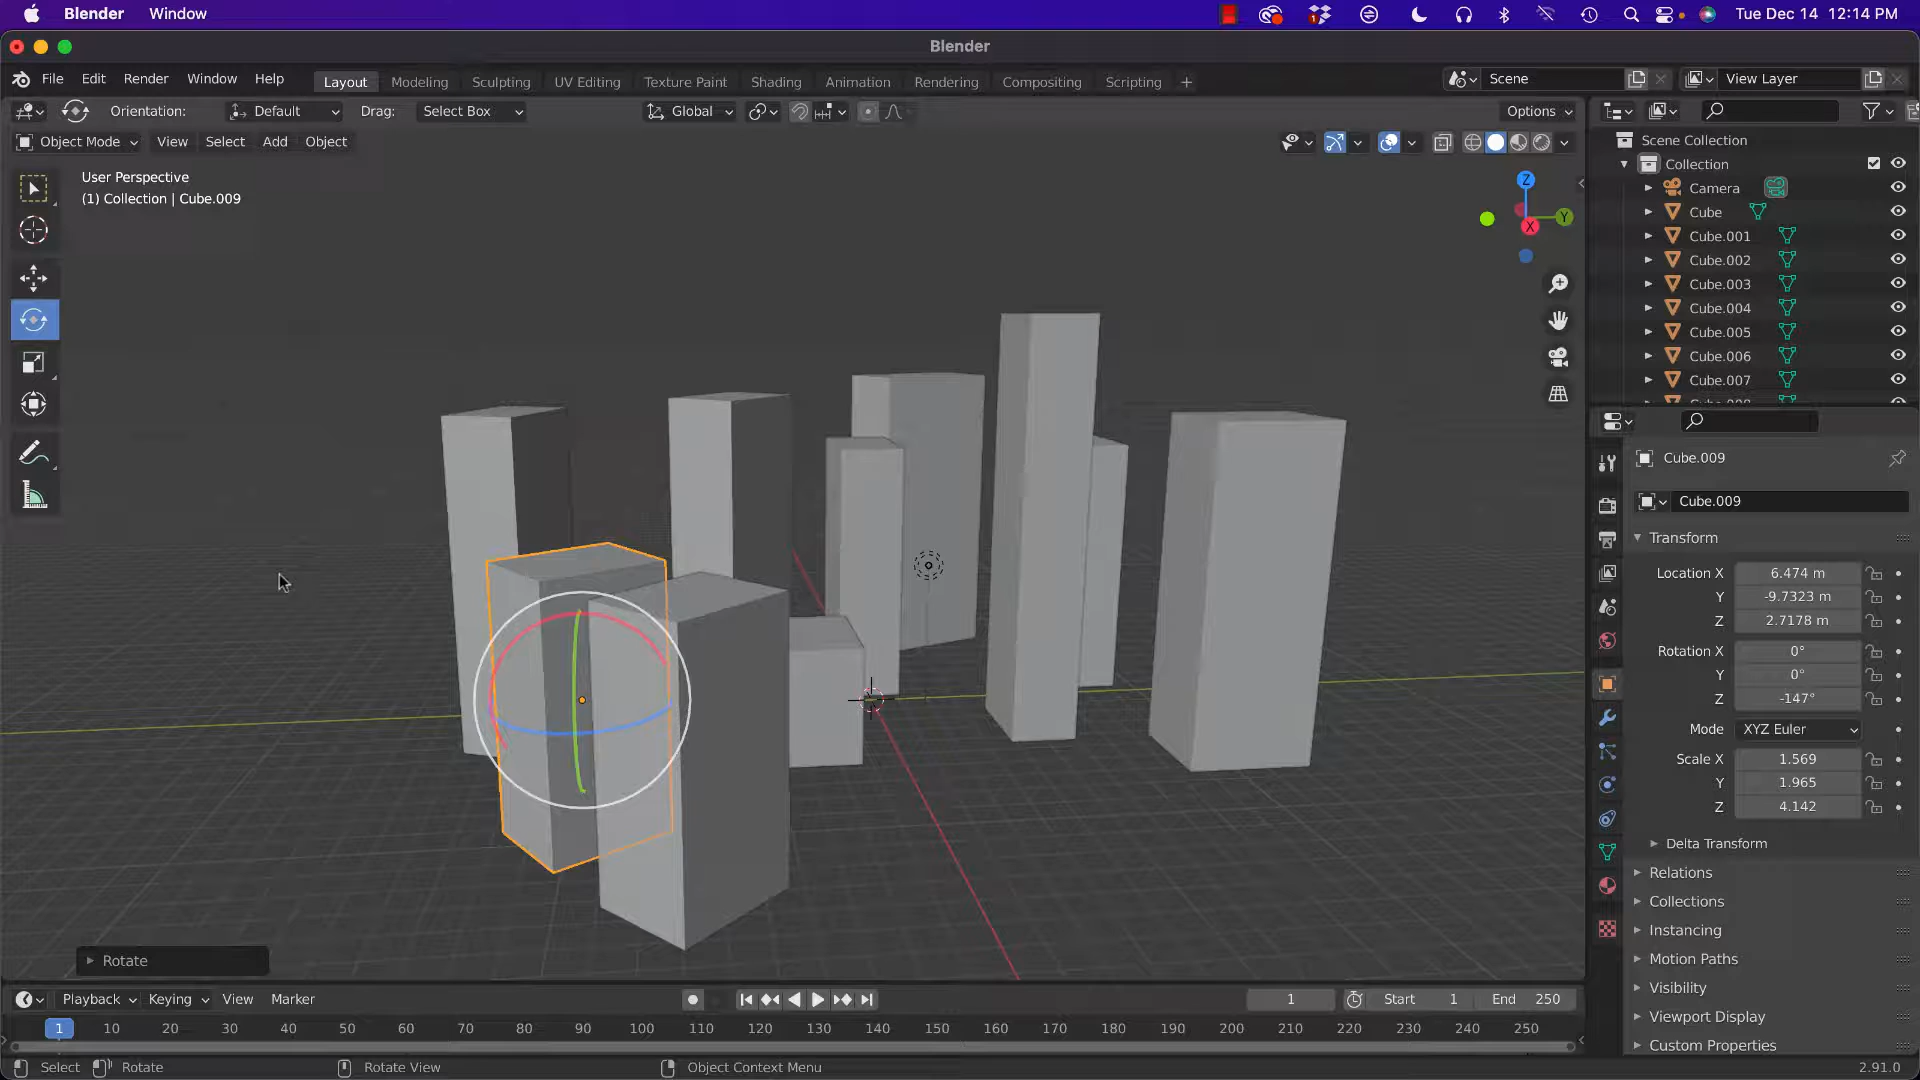 Blender Window Tue Dec 14 12:14 PM
Blender
File Edit Render Window Help Layout Modeling Sculpting UV Editing Texture Paint Shading Animation Rendering Compositing Scripting + Scene View Layer
Orientation: Default Drag: Select Box Global Options
Object Mode View Select Add Object
User Perspective
(1) Collection | Cube.009
Z
Y
X
Scene Collection
Collection
Camera
Cube
Cube.001
Cube.002
Cube.003
Cube.004
Cube.005
Cube.006
Cube.007
Cube.009
Cube.009
Transform
Location X 6.474 m
Y -9.7323 m
Z 2.7178 m
Rotation X 0°
Y 0°
Z -147°
Mode XYZ Euler
Scale X 1.569
Y 1.965
Z 4.142
Delta Transform
Relations
Collections
Instancing
Motion Paths
Visibility
Viewport Display
Custom Properties
Rotate
Playback Keying View Marker 1 Start 1 End 250
1 10 20 30 40 50 60 70 80 90 100 110 120 130 140 150 160 170 180 190 200 210 220 230 240 250
Select Rotate Rotate View Object Context Menu 2.91.0